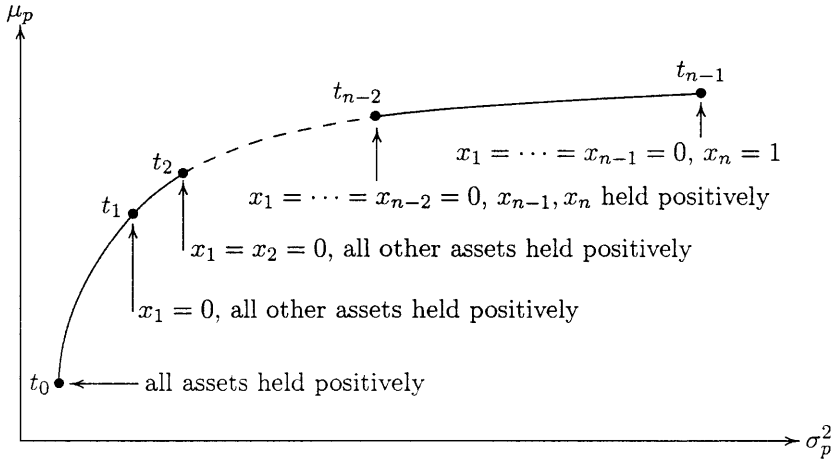 μ_p
t_{n−1}
t_{n−2}
x_1 = ⋯ = x_{n−1} = 0, x_n = 1
t_2
x_1 = ⋯ = x_{n−2} = 0, x_{n−1}, x_n held positively
t_1
x_1 = x_2 = 0, all other assets held positively
x_1 = 0, all other assets held positively
t_0
all assets held positively
σ_p^2